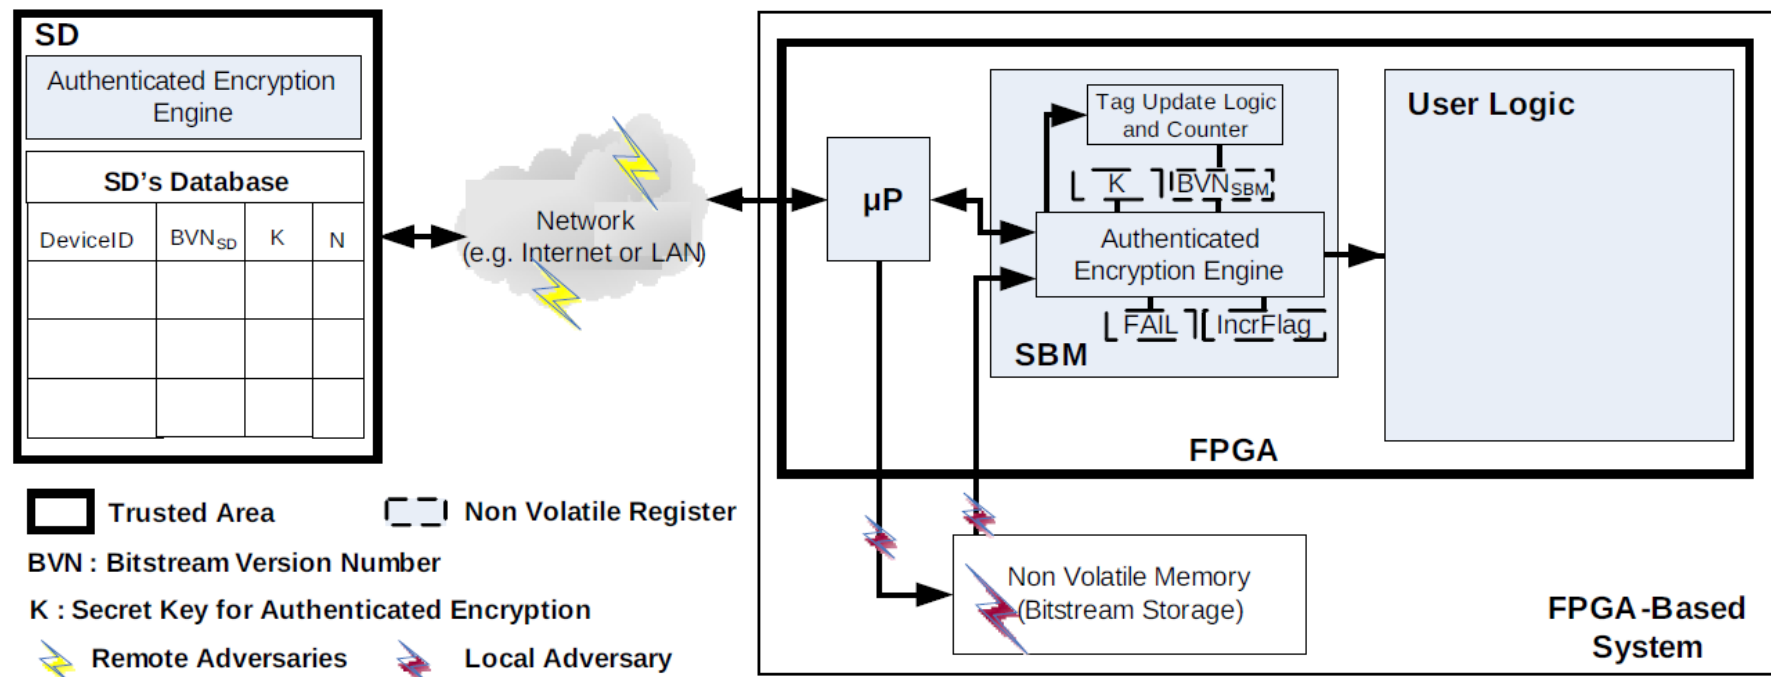 SD
Authenticated Encryption
Engine
SD's Database
DeviceID
BVN_SD
K
N
Network
(e.g. Internet or LAN)
μP
Tag Update Logic
and Counter
K
BVN_SBM
Authenticated
Encryption Engine
FAIL
IncrFlag
SBM
User Logic
FPGA
Non Volatile Memory
(Bitstream Storage)
FPGA-Based
System
Trusted Area
Non Volatile Register
BVN : Bitstream Version Number
K : Secret Key for Authenticated Encryption
Remote Adversaries
Local Adversary